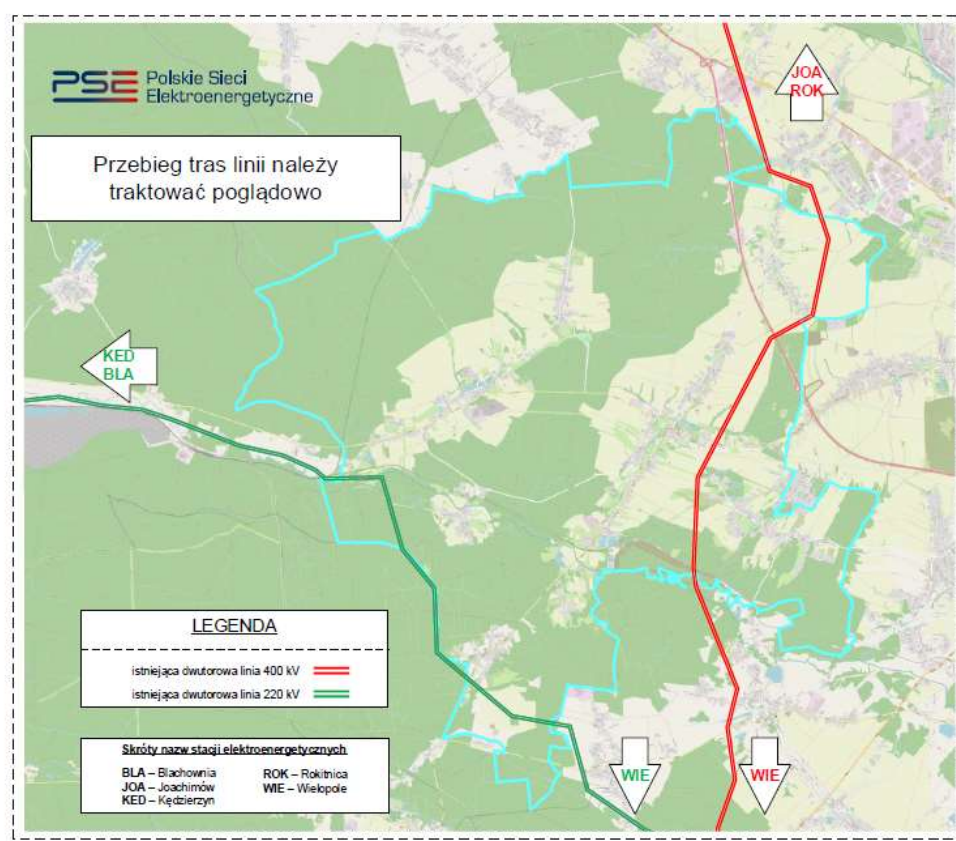 PSE Polskie Sieci
Elektroenergetyczne
JOA
ROK
Przebieg tras linii należy
traktować poglądowo
KED
BLA
LEGENDA
istniejąca dwutorowa linia 400 kV
istniejąca dwutorowa linia 220 kV
Skróty nazw stacji elektroenergetycznych
BLA – Blachownia
JOA – Joachimów
KED – Kędzierzyn
ROK – Rokitnica
WIE – Wielopole
WIE
WIE